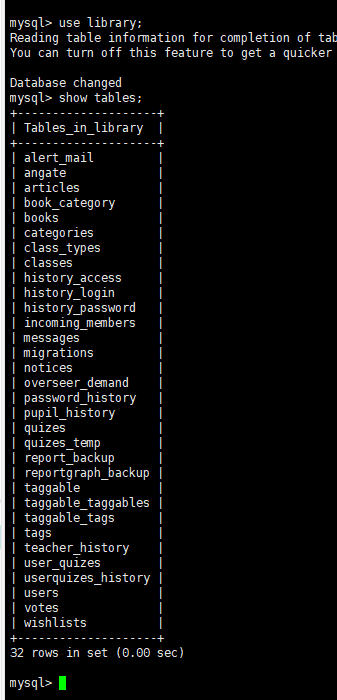 mysql> use library;
Reading table information for completion of tab
You can turn off this feature to get a quicker
Database changed
mysql> show tables;
+--------------------+
| Tables_in_library  |
+--------------------+
| alert_mail         |
| angate             |
| articles           |
| book_category      |
| books              |
| categories         |
| class_types        |
| classes            |
| history_access     |
| history_login      |
| history_password   |
| incoming_members   |
| messages           |
| migrations         |
| notices            |
| overseer_demand    |
| password_history   |
| pupil_history      |
| quizes             |
| quizes_temp        |
| report_backup      |
| reportgraph_backup |
| taggable           |
| taggable_taggables |
| taggable_tags      |
| tags               |
| teacher_history    |
| user_quizes        |
| userquizes_history |
| users              |
| votes              |
| wishlists          |
+--------------------+
32 rows in set (0.00 sec)
mysql>